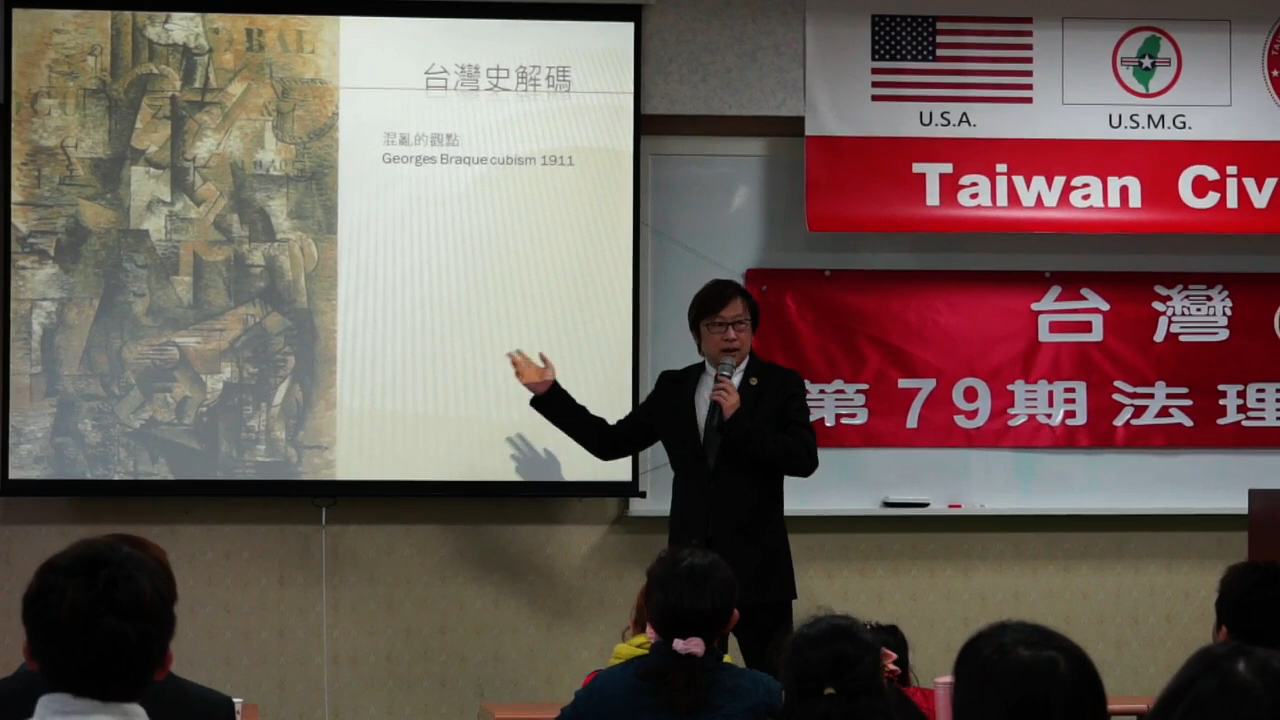 BAL
台灣史解碼
混亂的觀點
Georges Braque cubism 1911
U.S.A.
U.S.M.G.
Taiwan Civ
台灣
第79期法理